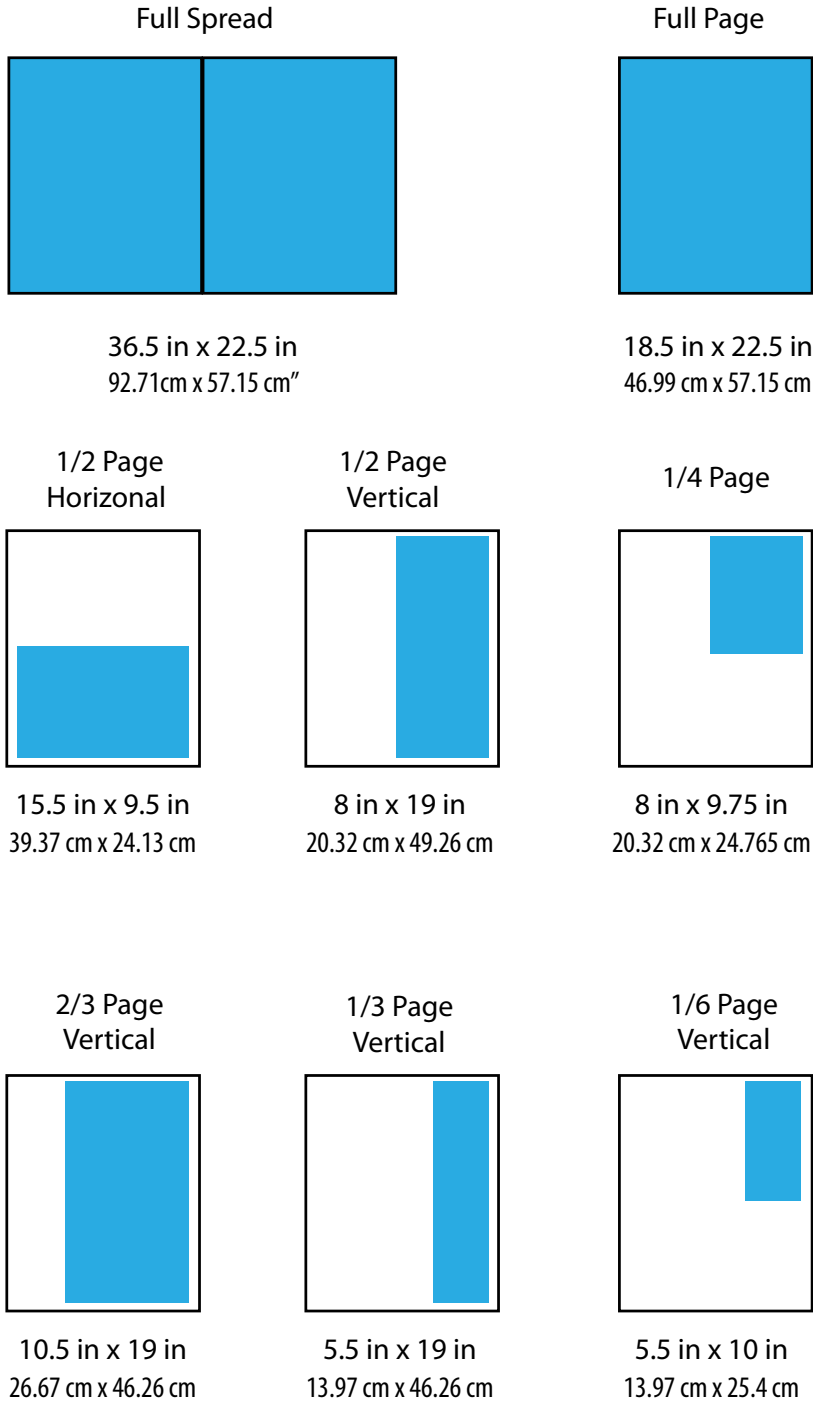 Full Spread
Full Page
36.5 in x 22.5 in
92.71cm x 57.15 cm”
18.5 in x 22.5 in
46.99 cm x 57.15 cm
1/2 Page
Horizonal
1/2 Page
Vertical
1/4 Page
15.5 in x 9.5 in
39.37 cm x 24.13 cm
8 in x 19 in
20.32 cm x 49.26 cm
8 in x 9.75 in
20.32 cm x 24.765 cm
2/3 Page
Vertical
1/3 Page
Vertical
1/6 Page
Vertical
10.5 in x 19 in
26.67 cm x 46.26 cm
5.5 in x 19 in
13.97 cm x 46.26 cm
5.5 in x 10 in
13.97 cm x 25.4 cm